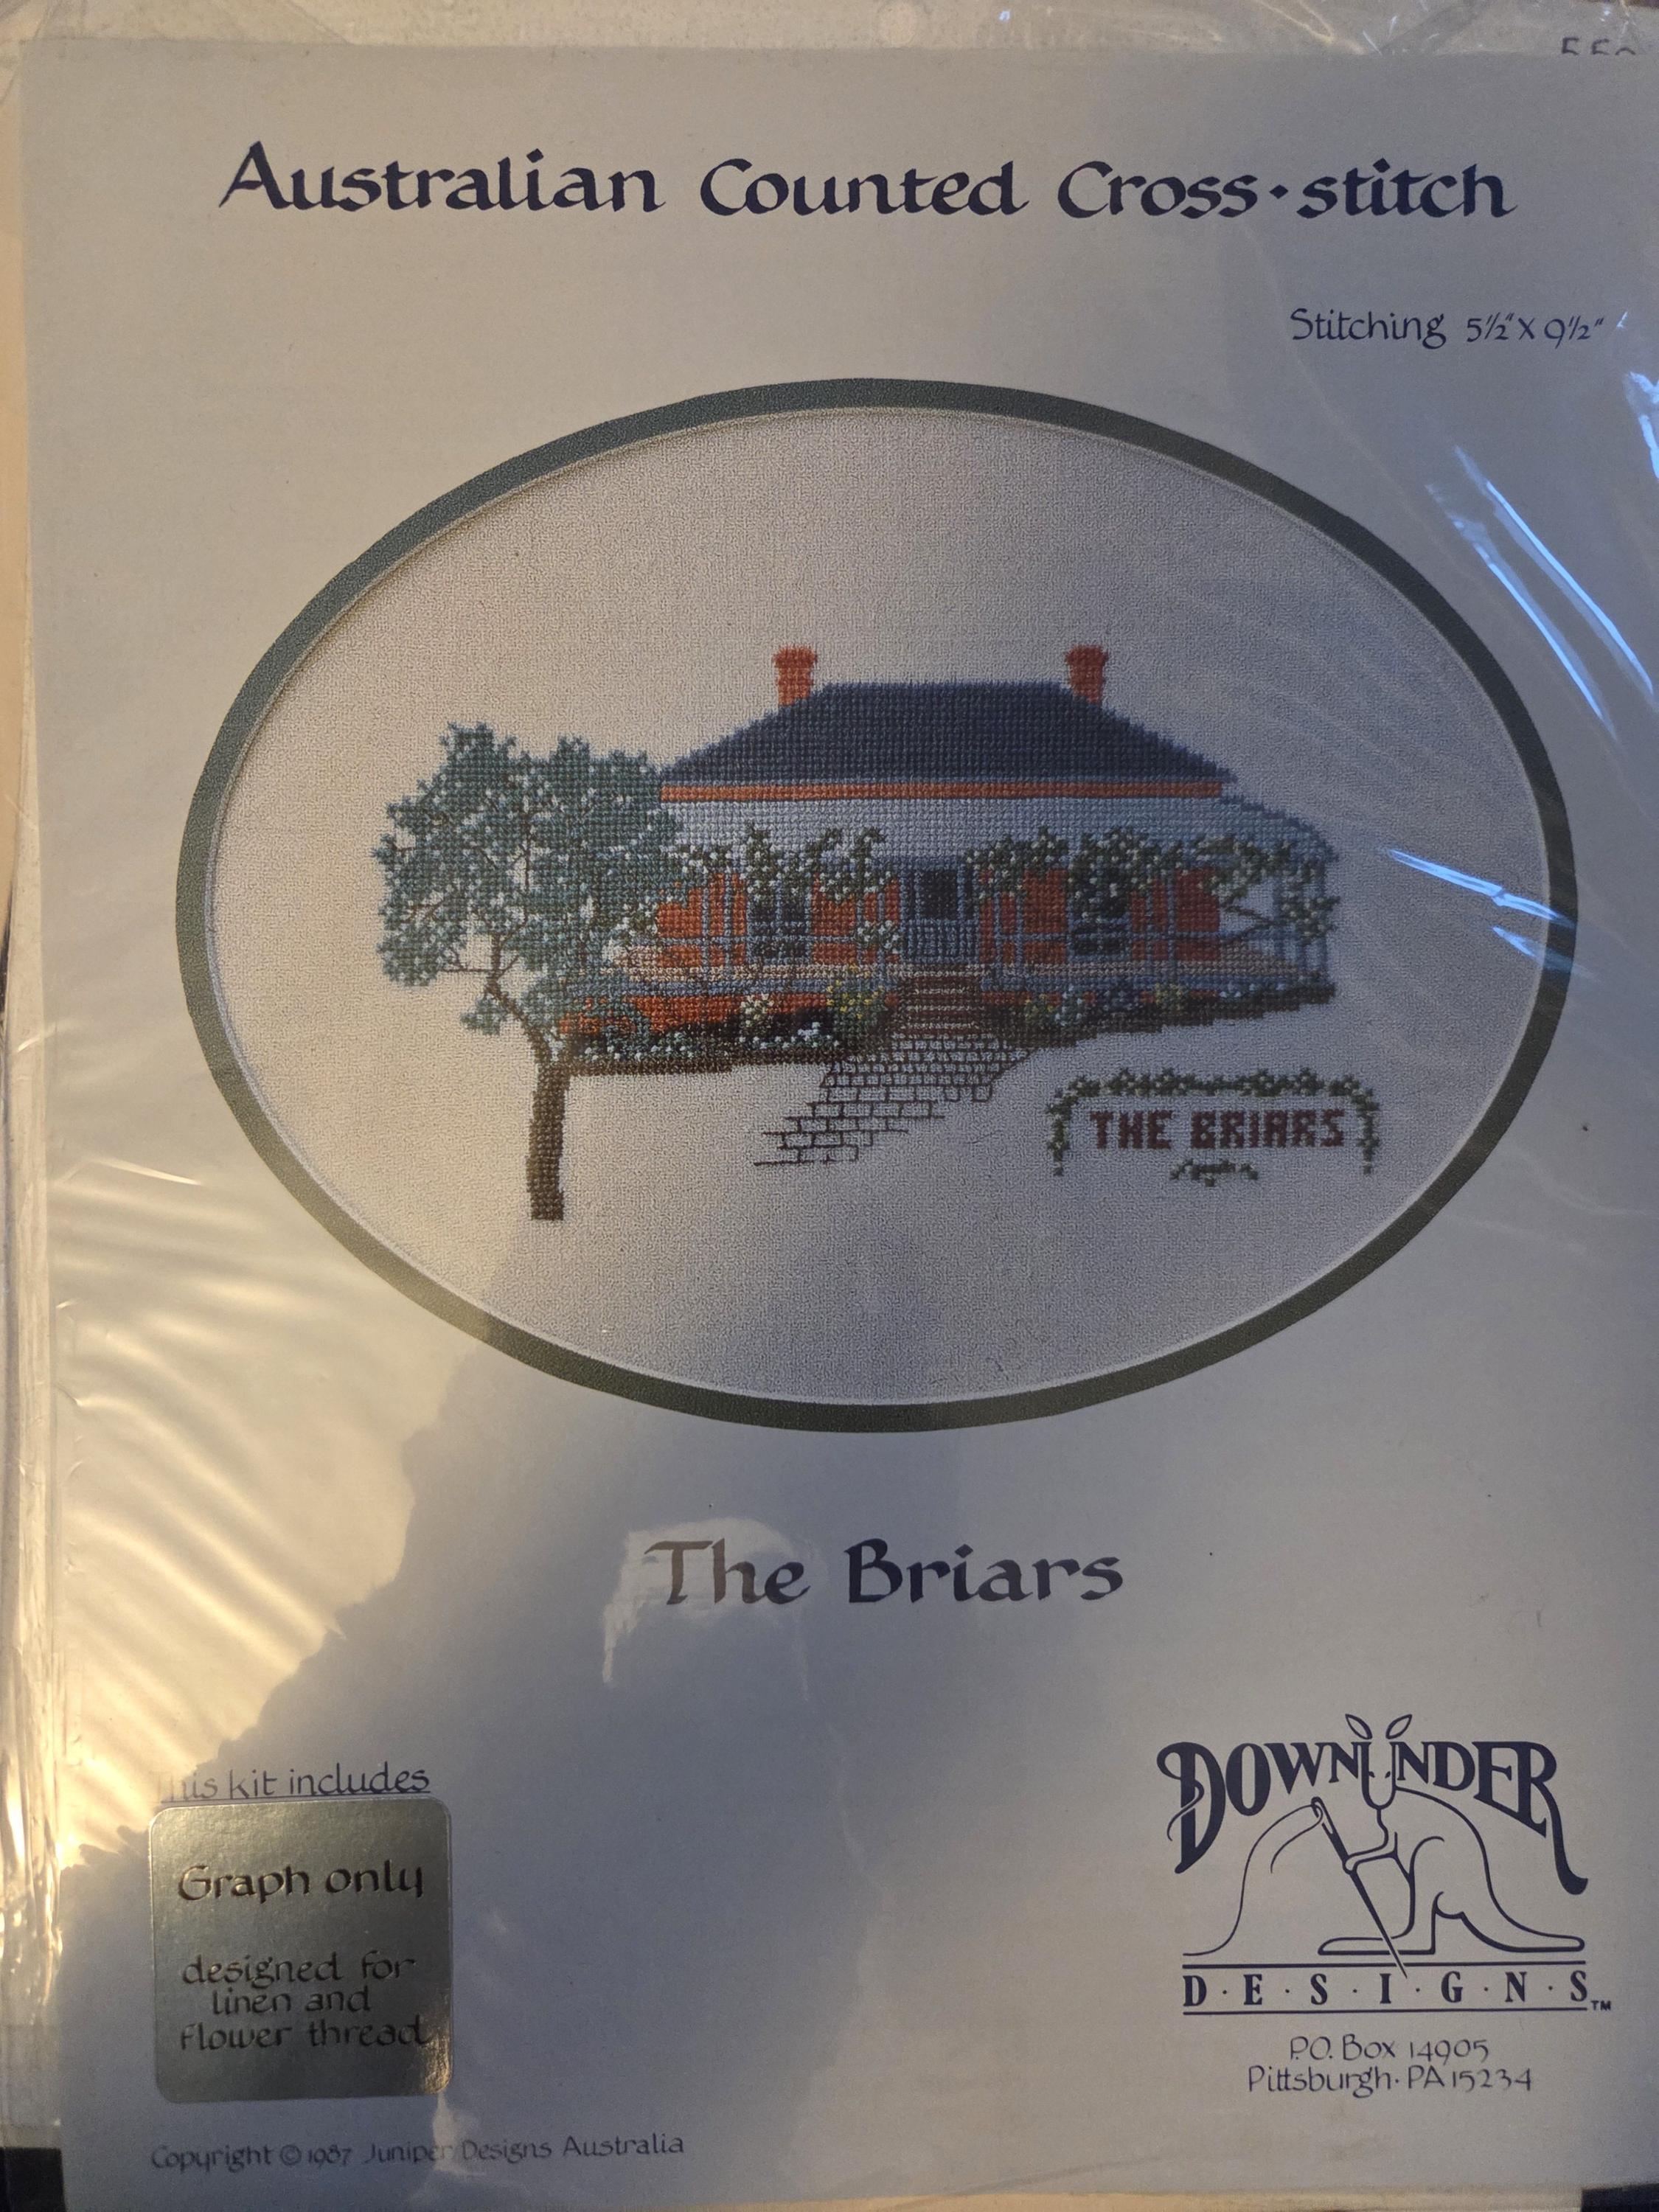 Australian Counted Cross·stitch
Stitching 5½" X 9½"
THE BRIARS
The Briars
This kit includes
Graph only
designed for
linen and
flower thread
DOWNUNDER
D·E·S·I·G·N·S™
P.O. Box 14905
Pittsburgh·PA 15234
Copyright © 1987 Juniper Designs Australia